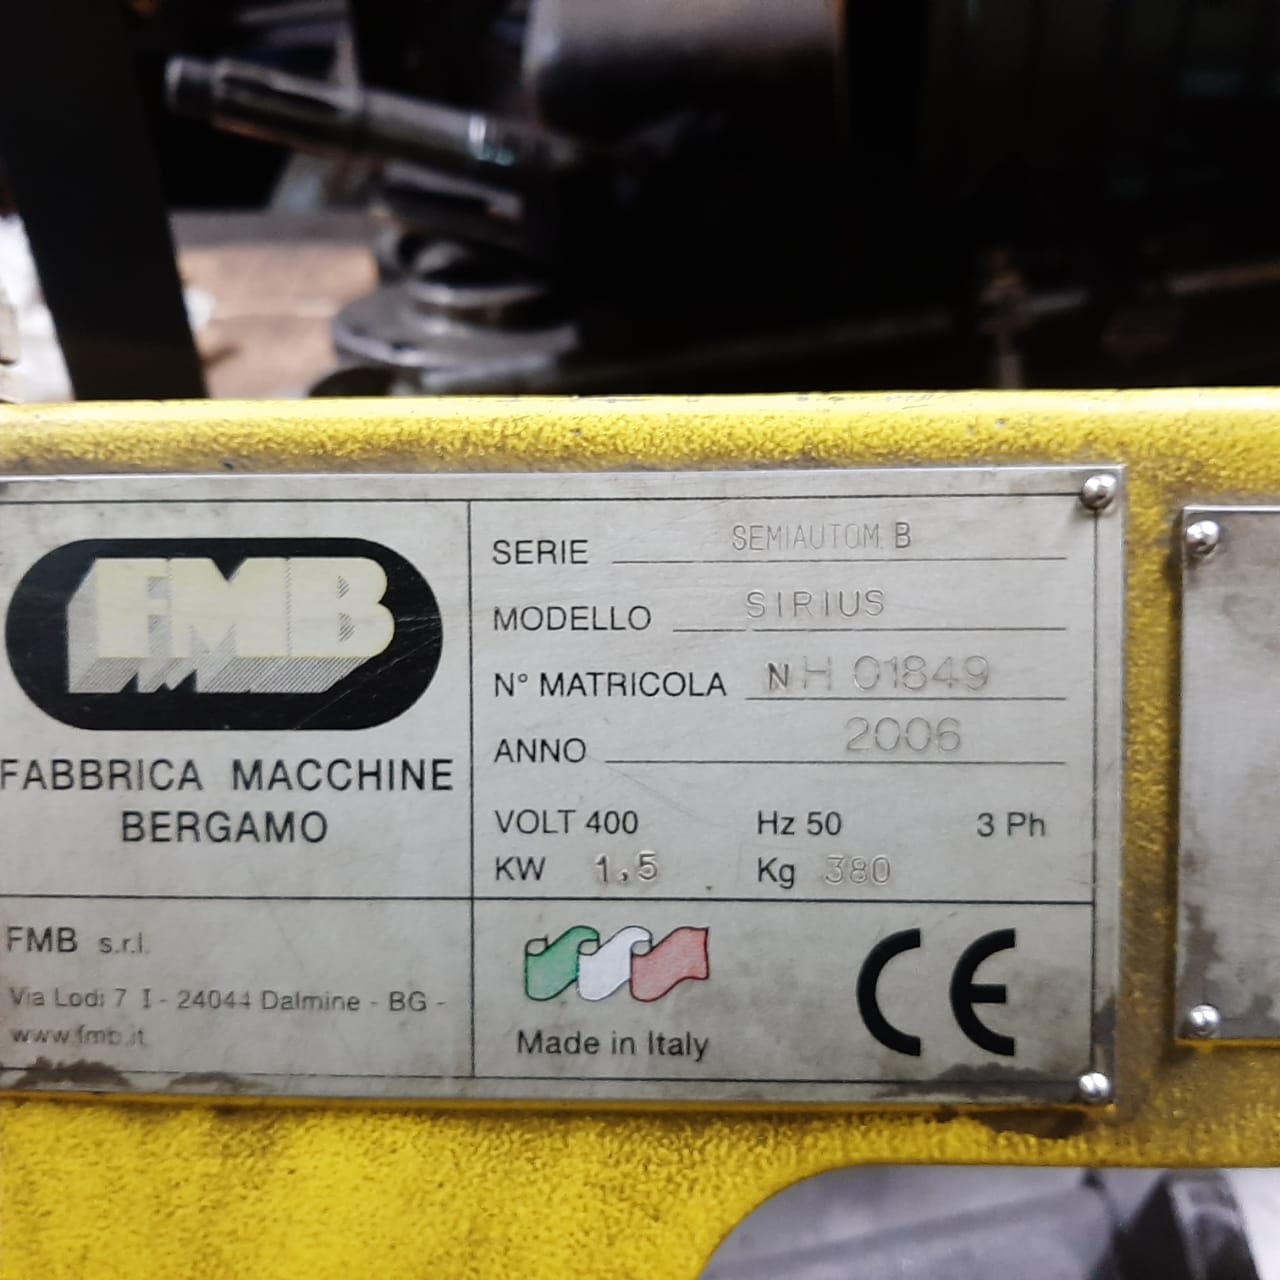 FMB
FABBRICA MACCHINE
BERGAMO
SERIE SEMIAUTOM. B
MODELLO SIRIUS
N° MATRICOLA NH 01849
ANNO 2006
VOLT 400 Hz 50 3 Ph
KW 1,5 Kg 380
FMB s.r.l.
Via Lodi 7 I - 24044 Dalmine - BG -
www.fmb.it
Made in Italy
CE